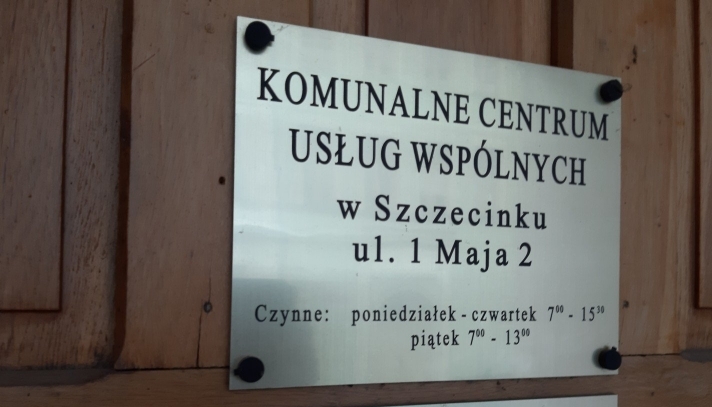 KOMUNALNE CENTRUM
USŁUG WSPÓLNYCH
w Szczecinku
ul. 1 Maja 2
Czynne: poniedziałek - czwartek 7⁰⁰ - 15³⁰
piątek 7⁰⁰ - 13⁰⁰